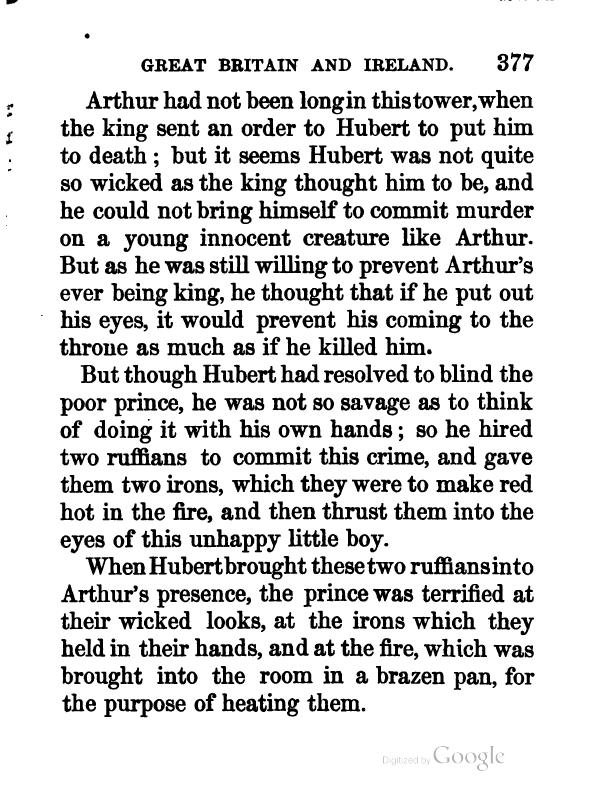 GREAT BRITAIN AND IRELAND. 377
Arthur had not been longin thistower,when
the king sent an order to Hubert to put him
to death ; but it seems Hubert was not quite
so wicked as the king thought him to be, and
he could not bring himself to commit murder
on a young innocent creature like Arthur.
But as he was still willing to prevent Arthur's
ever being king, he thought that if he put out
his eyes, it would prevent his coming to the
throne as much as if he killed him.
But though Hubert had resolved to blind the
poor prince, he was not so savage as to think
of doing it with his own hands ; so he hired
two ruffians to commit this crime, and gave
them two irons, which they were to make red
hot in the fire, and then thrust them into the
eyes of this unhappy little boy.
When Hubert brought these two ruffians into
Arthur's presence, the prince was terrified at
their wicked looks, at the irons which they
held in their hands, and at the fire, which was
brought into the room in a brazen pan, for
the purpose of heating them.
Digitized by Google